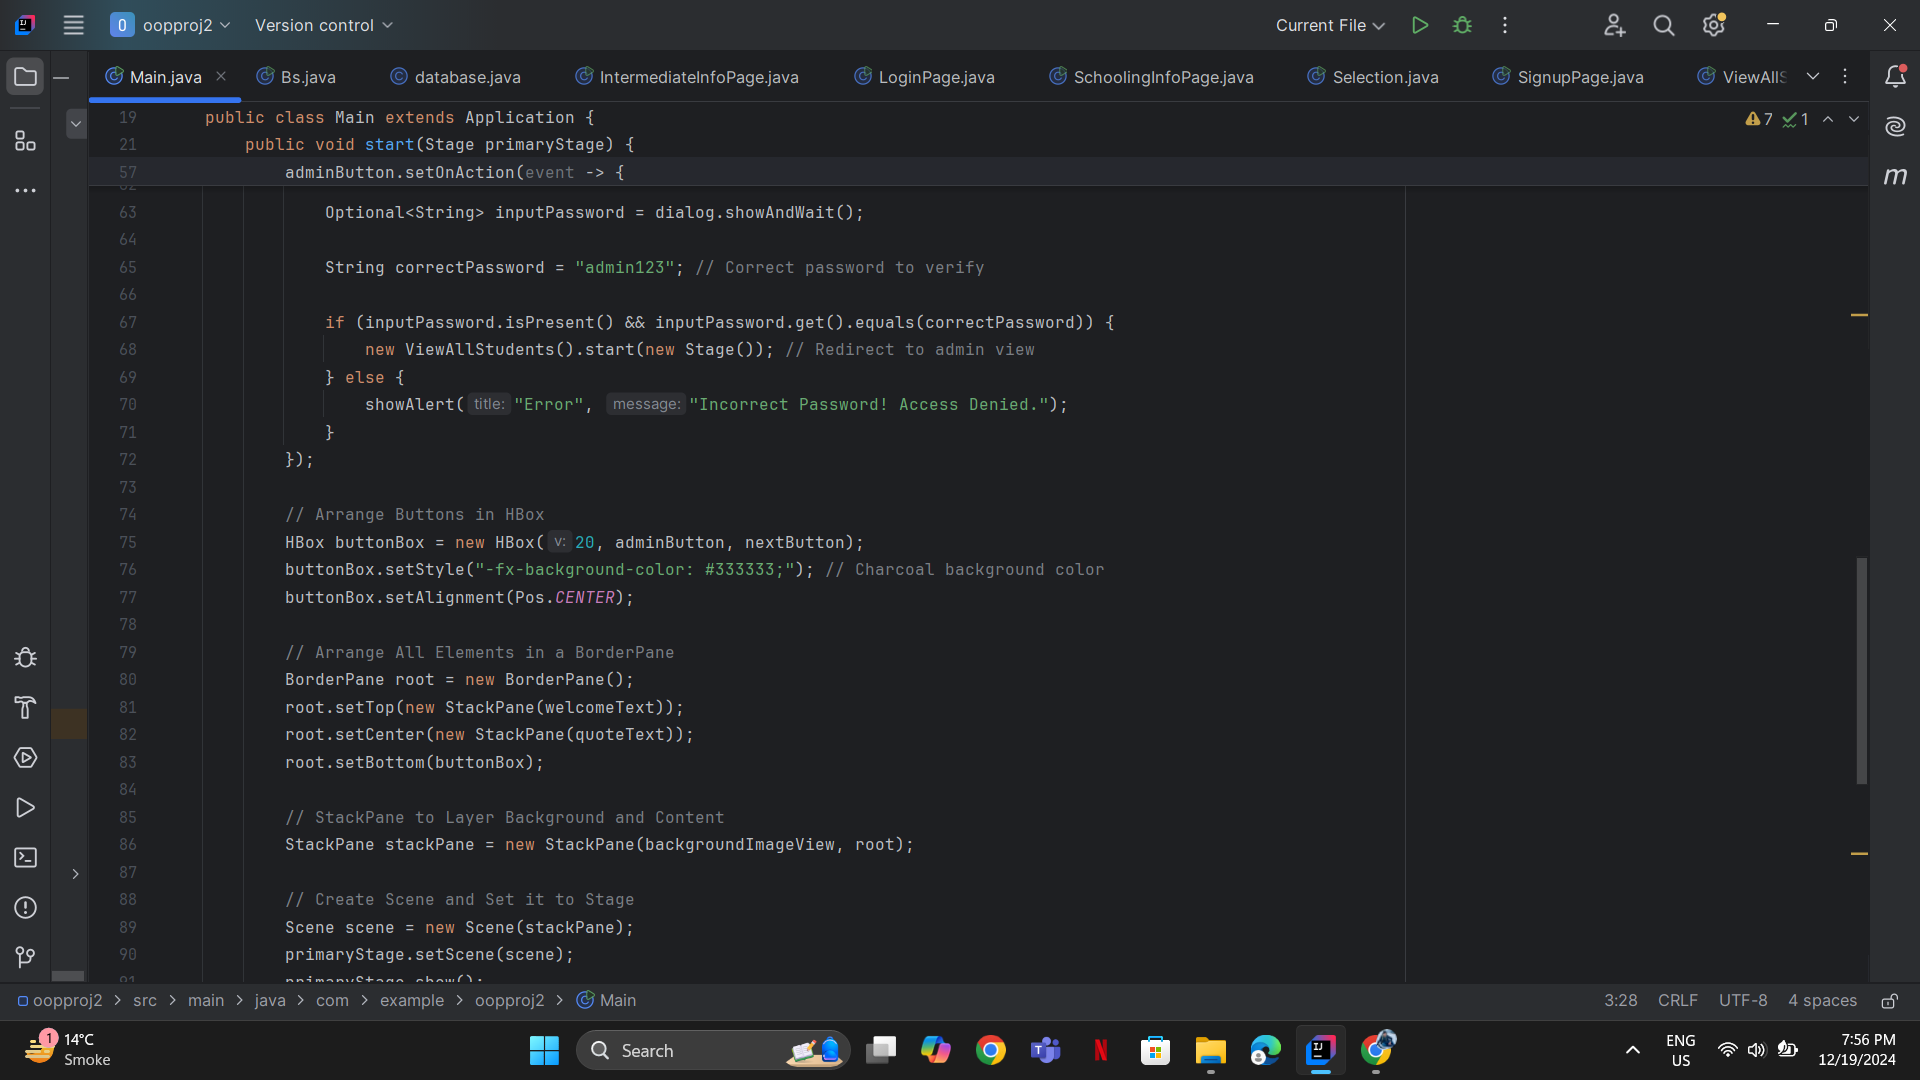 oopproj2
Version control
Current File
Main.java
Bs.java
database.java
IntermediateInfoPage.java
LoginPage.java
SchoolingInfoPage.java
Selection.java
SignupPage.java
ViewAllS
7
1
19 public class Main extends Application {
21 public void start(Stage primaryStage) {
57 adminButton.setOnAction(event -> {
63 Optional<String> inputPassword = dialog.showAndWait();
64
65 String correctPassword = "admin123"; // Correct password to verify
66
67 if (inputPassword.isPresent() && inputPassword.get().equals(correctPassword)) {
68 new ViewAllStudents().start(new Stage()); // Redirect to admin view
69 } else {
70 showAlert( title: "Error", message: "Incorrect Password! Access Denied.");
71 }
72 });
73
74 // Arrange Buttons in HBox
75 HBox buttonBox = new HBox( v: 20, adminButton, nextButton);
76 buttonBox.setStyle("-fx-background-color: #333333;"); // Charcoal background color
77 buttonBox.setAlignment(Pos.CENTER);
78
79 // Arrange All Elements in a BorderPane
80 BorderPane root = new BorderPane();
81 root.setTop(new StackPane(welcomeText));
82 root.setCenter(new StackPane(quoteText));
83 root.setBottom(buttonBox);
84
85 // StackPane to Layer Background and Content
86 StackPane stackPane = new StackPane(backgroundImageView, root);
87
88 // Create Scene and Set it to Stage
89 Scene scene = new Scene(stackPane);
90 primaryStage.setScene(scene);
91 primaryStage.show();
oopproj2 > src > main > java > com > example > oopproj2 > Main
3:28 CRLF UTF-8 4 spaces
1
14°C
Smoke
Search
ENG
US
7:56 PM
12/19/2024